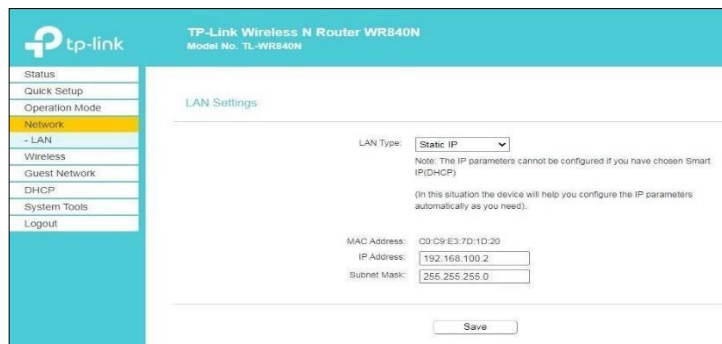 tp-link
TP-Link Wireless N Router WR840N
Model No. TL-WR840N
Status
Quick Setup
Operation Mode
Network
- LAN
Wireless
Guest Network
DHCP
System Tools
Logout
LAN Settings
LAN Type: Static IP
Note: The IP parameters cannot be configured if you have chosen Smart
IP(DHCP)
(In this situation the device will help you configure the IP parameters
automatically as you need).
MAC Address: C0:C9:E3:7D:1D:20
IP Address: 192.168.100.2
Subnet Mask: 255.255.255.0
Save